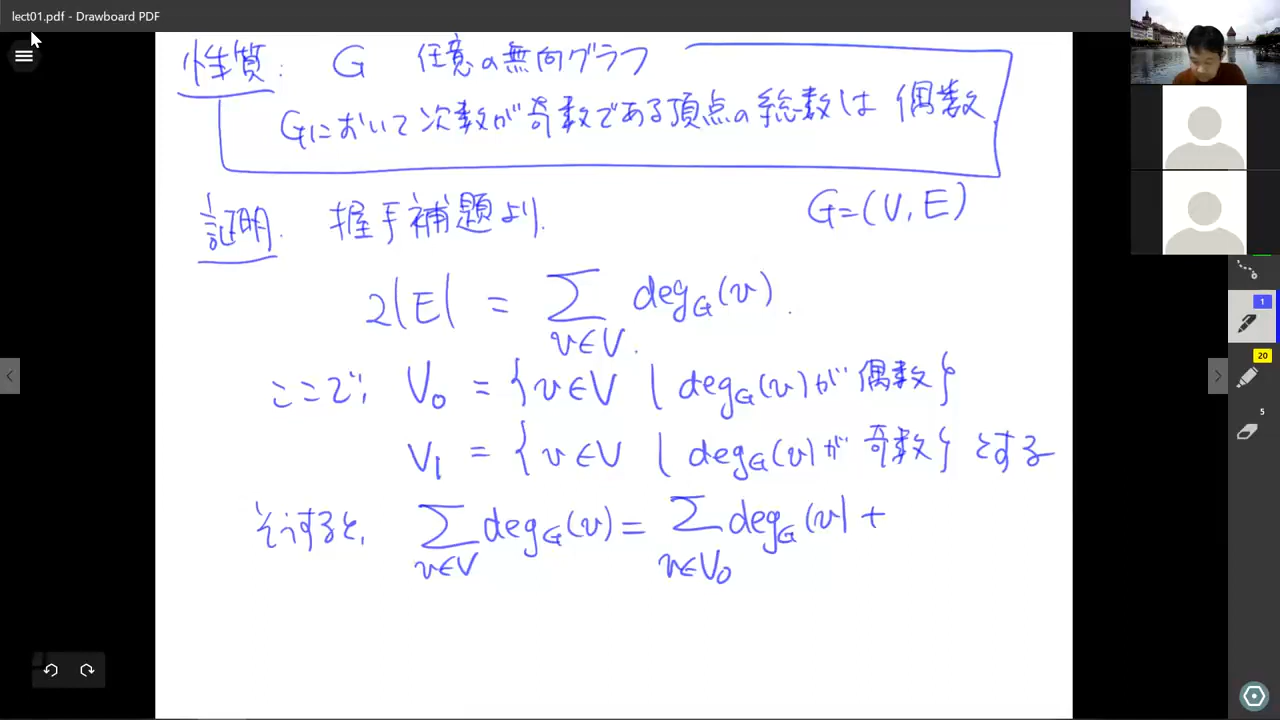 lect01.pdf - Drawboard PDF
性質: G 任意の無向グラフ
Gにおいて次数が奇数である頂点の総数は 偶数.
証明. 握手補題より. G=(V, E)
2|E| = ∑_{v∈V} deg_G(v).
ここで, V_0 = {v∈V | deg_G(v)が偶数}
V_1 = {v∈V | deg_G(v)が奇数} とする
そうすると, ∑_{v∈V} deg_G(v) = ∑_{v∈V_0} deg_G(v) +
1
20
5